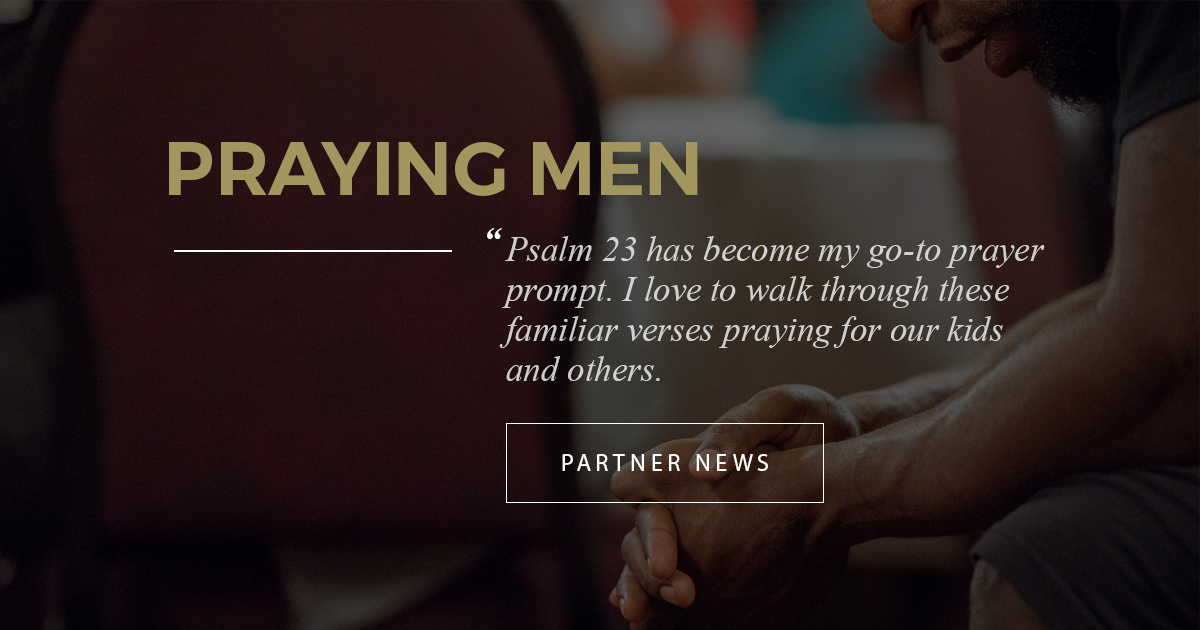 PRAYING MEN
“Psalm 23 has become my go-to prayer
prompt. I love to walk through these
familiar verses praying for our kids
and others.
PARTNER NEWS